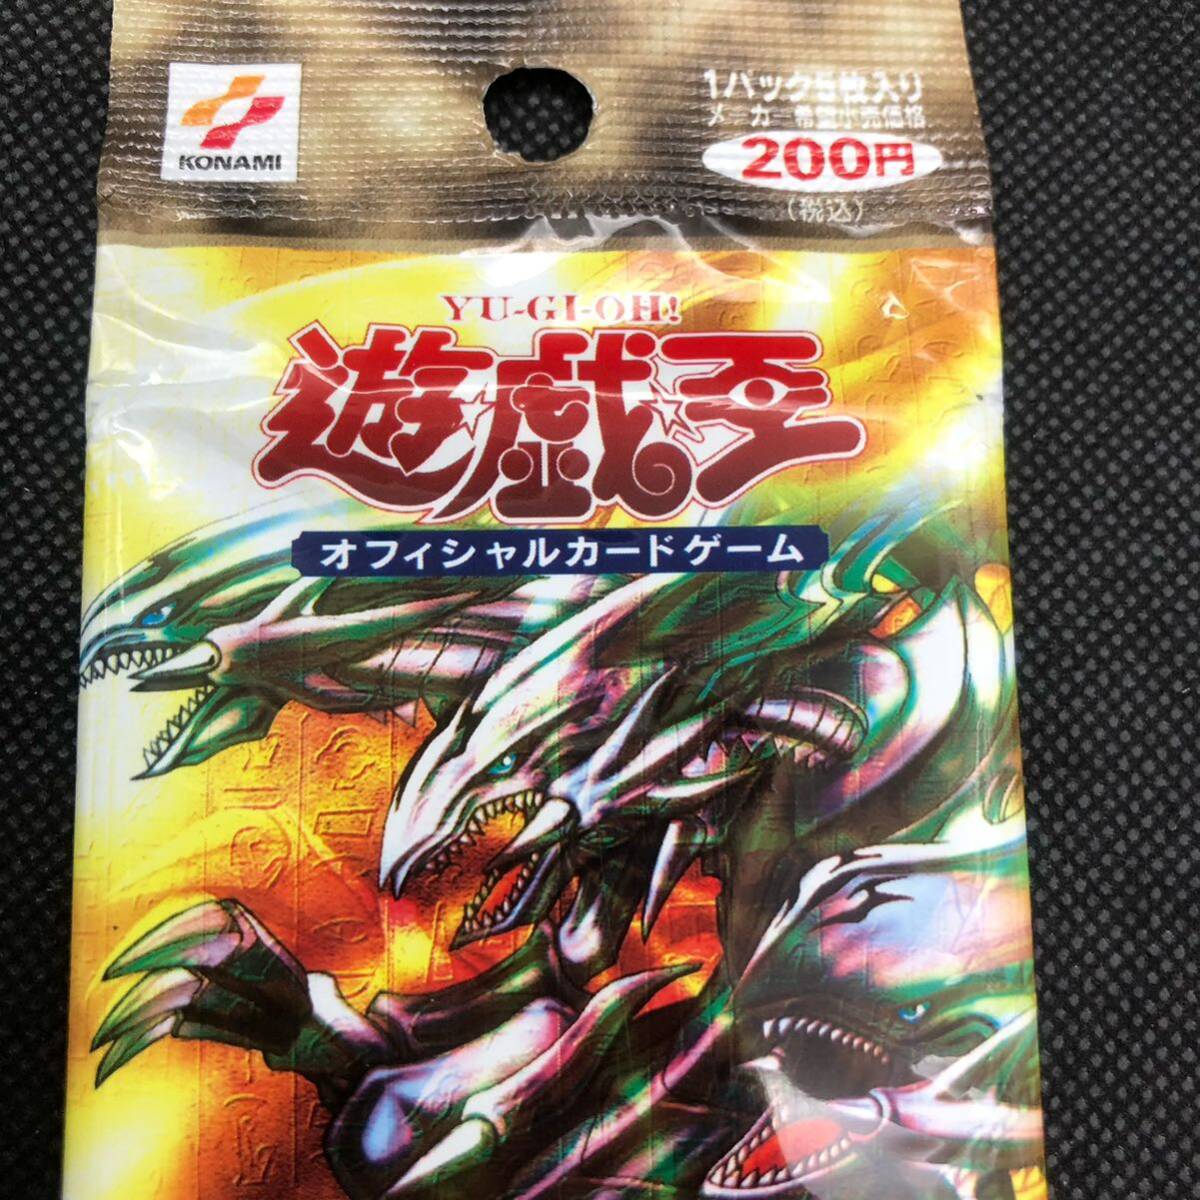 KONAMI
1パック5枚入り
メーカー希望小売価格
200円
(税込)
YU-GI-OH!
遊戯王
オフィシャルカードゲーム